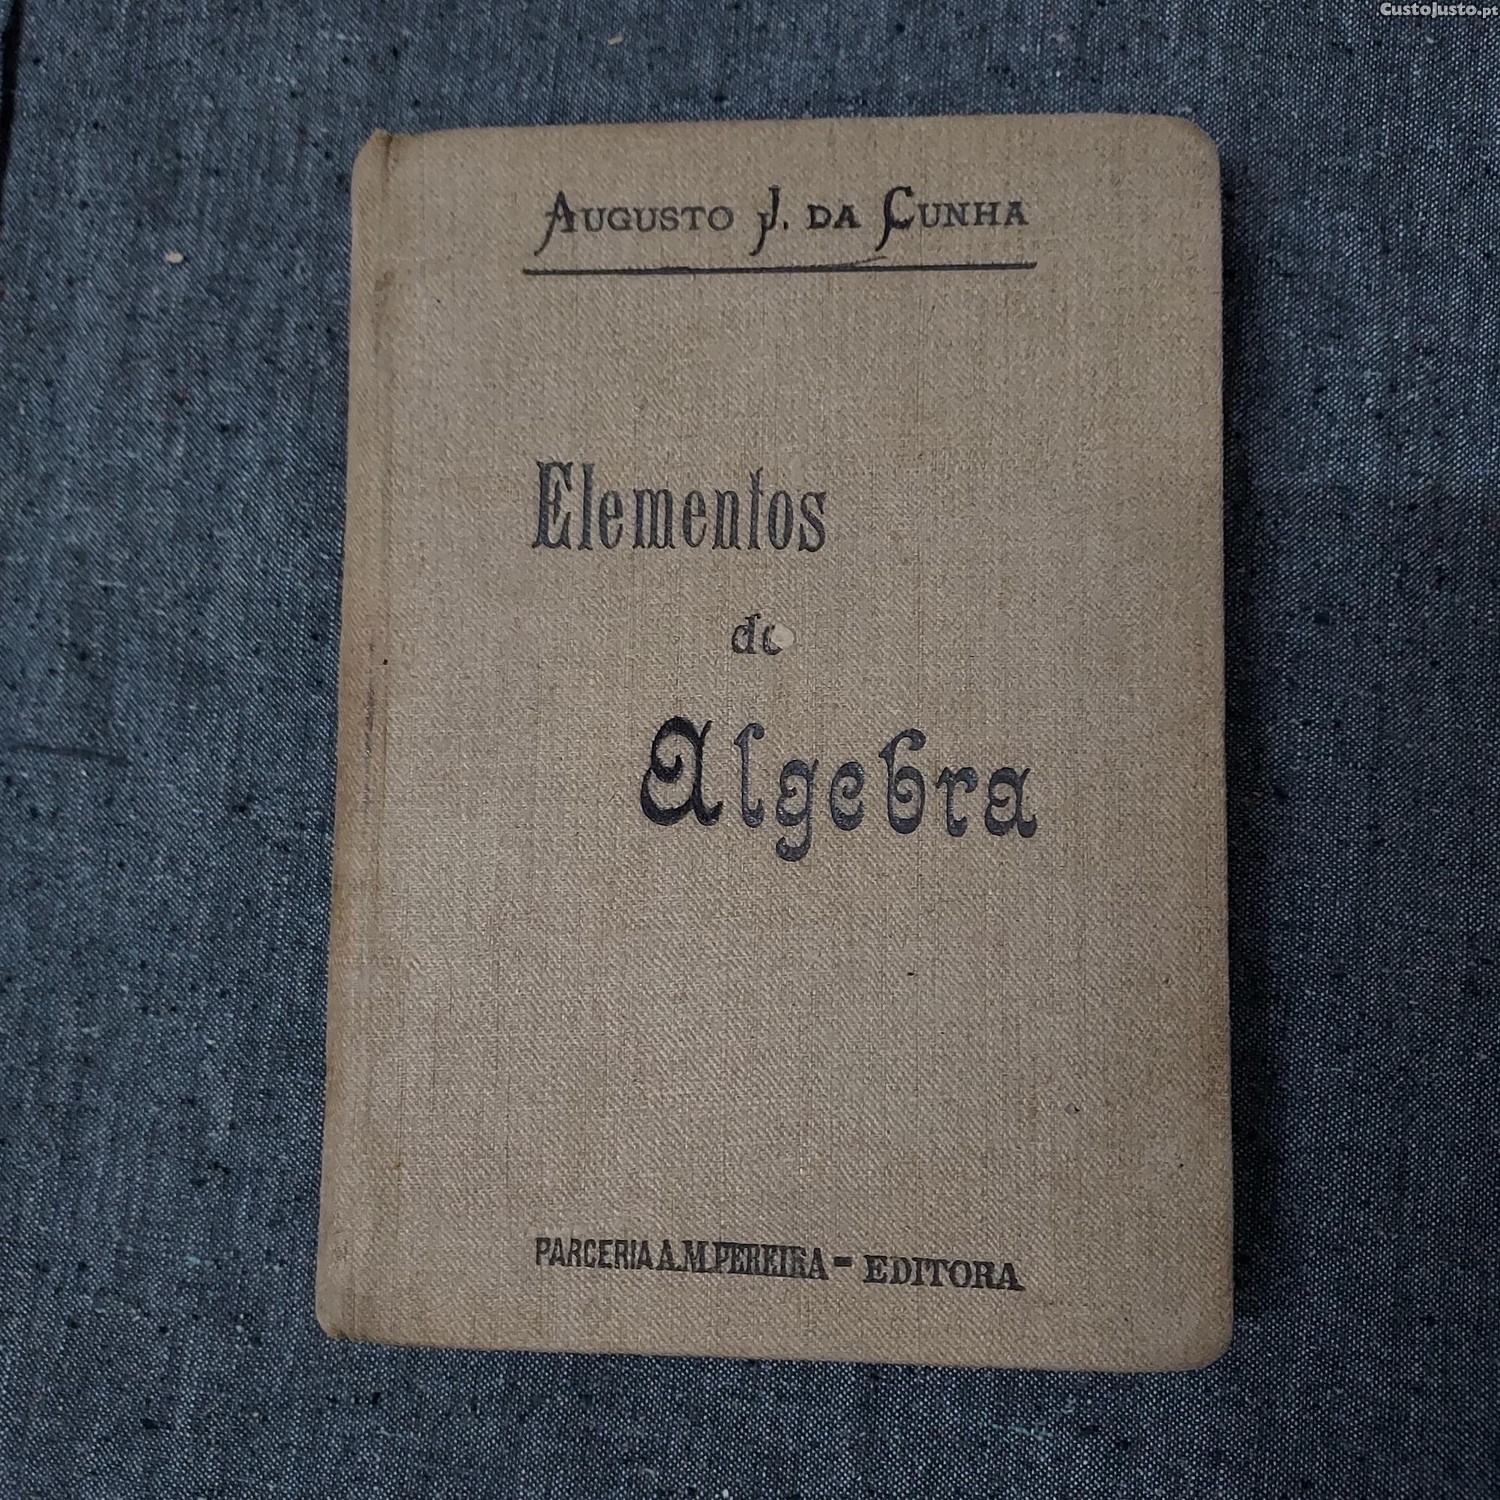 CustoJusto.pt
AUGUSTO J. DA CUNHA
Elementos
de
Algebra
PARCERIA A. M. PEREIRA = EDITORA